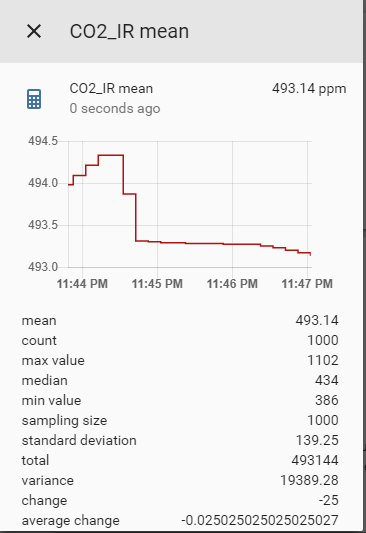 CO2_IR mean
CO2_IR mean 493.14 ppm
0 seconds ago
494.5
494.0
493.5
493.0
11:44 PM 11:45 PM 11:46 PM 11:47 PM
mean 493.14
count 1000
max value 1102
median 434
min value 386
sampling size 1000
standard deviation 139.25
total 493144
variance 19389.28
change -25
average change -0.025025025025025027